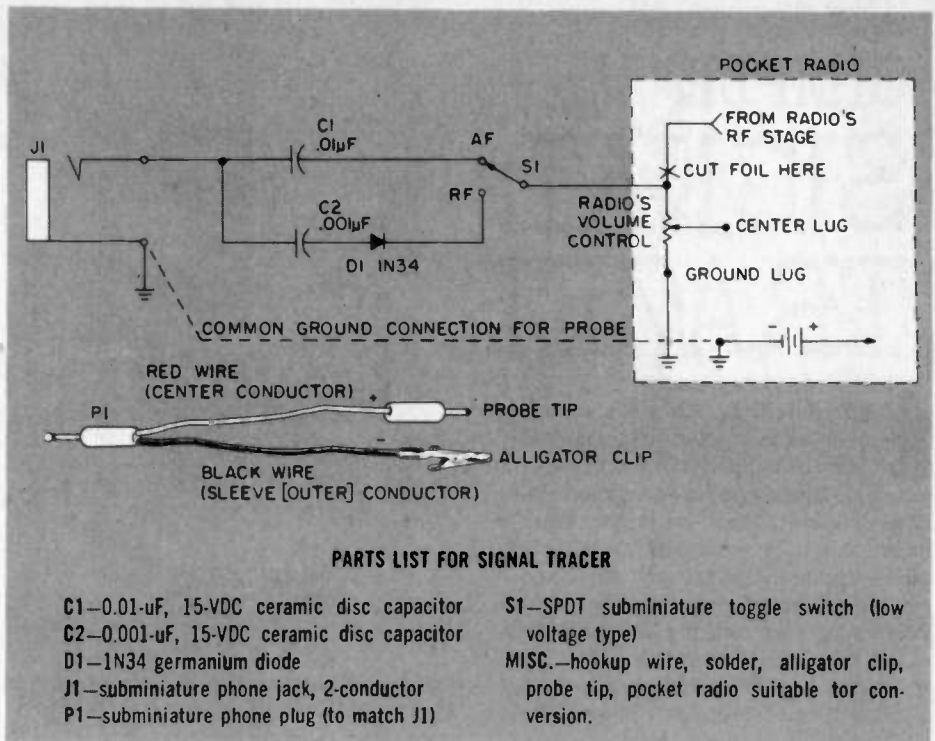 POCKET RADIO
FROM RADIO'S
RF STAGE
CUT FOIL HERE
J1
C1
.01µF
AF
S1
RF
C2
.001µF
D1 1N34
RADIO'S
VOLUME
CONTROL
CENTER LUG
GROUND LUG
COMMON GROUND CONNECTION FOR PROBE
- +
RED WIRE
(CENTER CONDUCTOR)
+
PROBE TIP
P1
-
ALLIGATOR CLIP
BLACK WIRE
(SLEEVE [OUTER] CONDUCTOR)
PARTS LIST FOR SIGNAL TRACER
C1—0.01-uF, 15-VDC ceramic disc capacitor
C2—0.001-uF, 15-VDC ceramic disc capacitor
D1—1N34 germanium diode
J1—subminiature phone jack, 2-conductor
P1—subminiature phone plug (to match J1)
S1—SPDT subminiature toggle switch (low
voltage type)
MISC.—hookup wire, solder, alligator clip,
probe tip, pocket radio suitable tor con-
version.